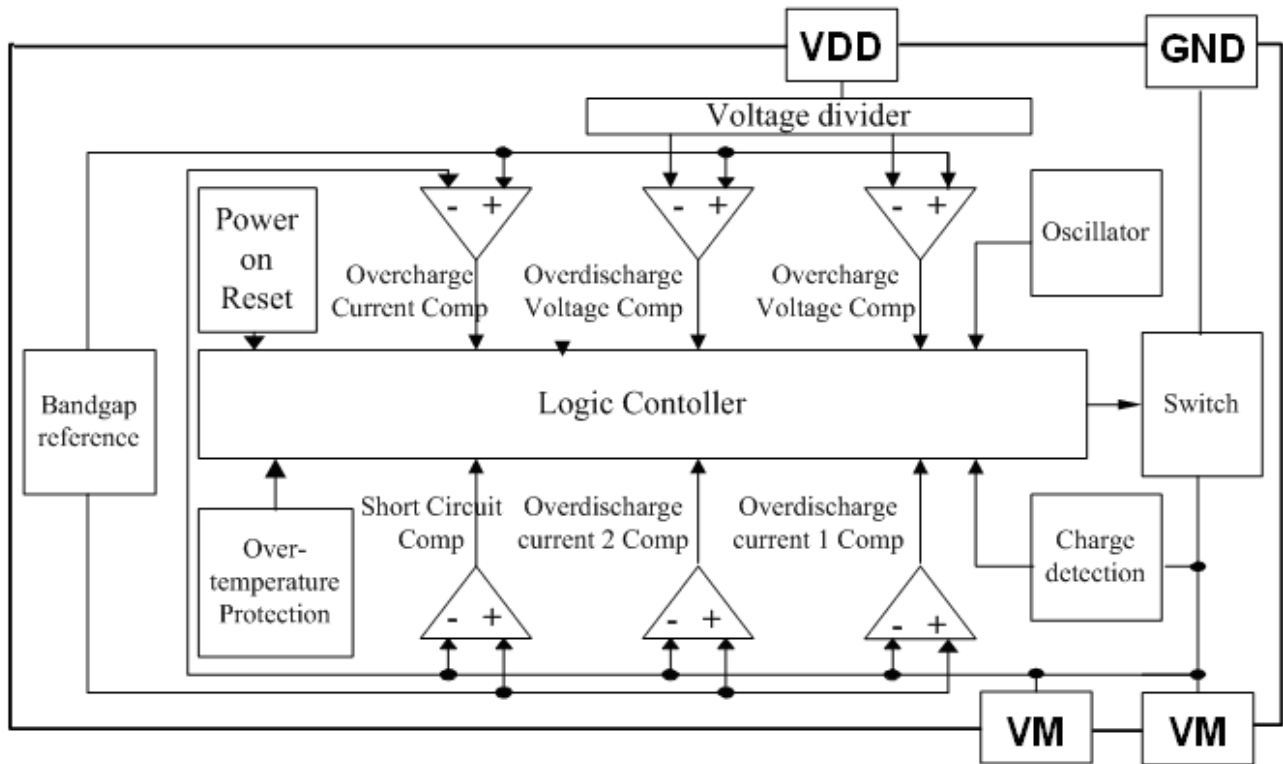 VDD
GND
Voltage divider
- +
- +
- +
Power
on
Reset
Oscillator
Overcharge
Current Comp
Overdischarge
Voltage Comp
Overcharge
Voltage Comp
Bandgap
reference
Logic Contoller
Switch
Short Circuit
Comp
Overdischarge
current 2 Comp
Overdischarge
current 1 Comp
Over-
temperature
Protection
Charge
detection
- +
- +
- +
VM
VM